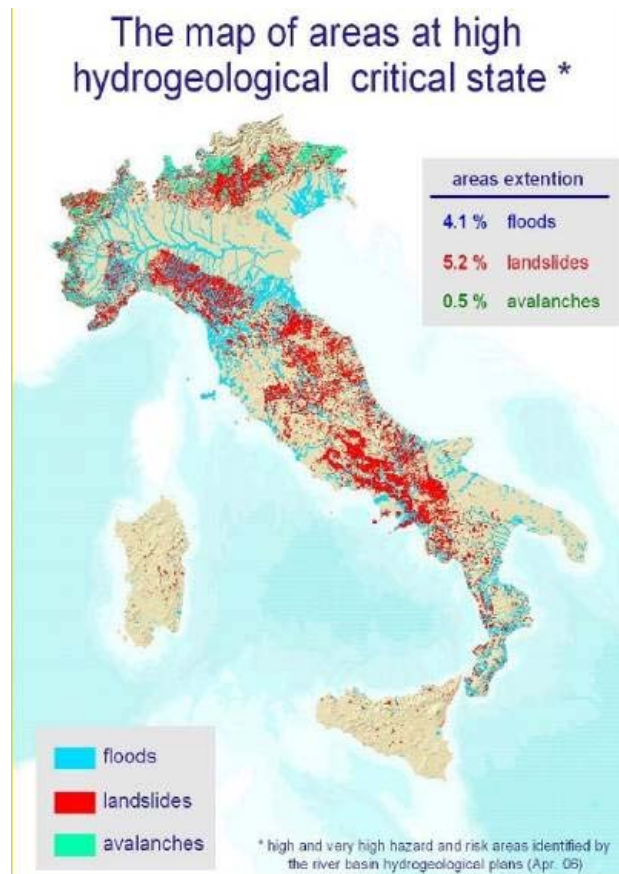 The map of areas at high
hydrogeological critical state *
areas extention
4.1 % floods
5.2 % landslides
0.5 % avalanches
floods
landslides
avalanches
* high and very high hazard and risk areas identified by
the river basin hydrogeological plans (Apr. 06)